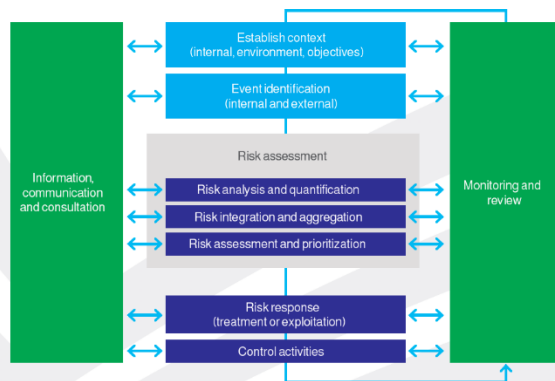 Establish context
(internal, environment, objectives)
Event identification
(internal and external)
Risk assessment
Information,
communication
and consultation
Risk analysis and quantification
Risk integration and aggregation
Risk assessment and prioritization
Monitoring and
review
Risk response
(treatment or exploitation)
Control activities